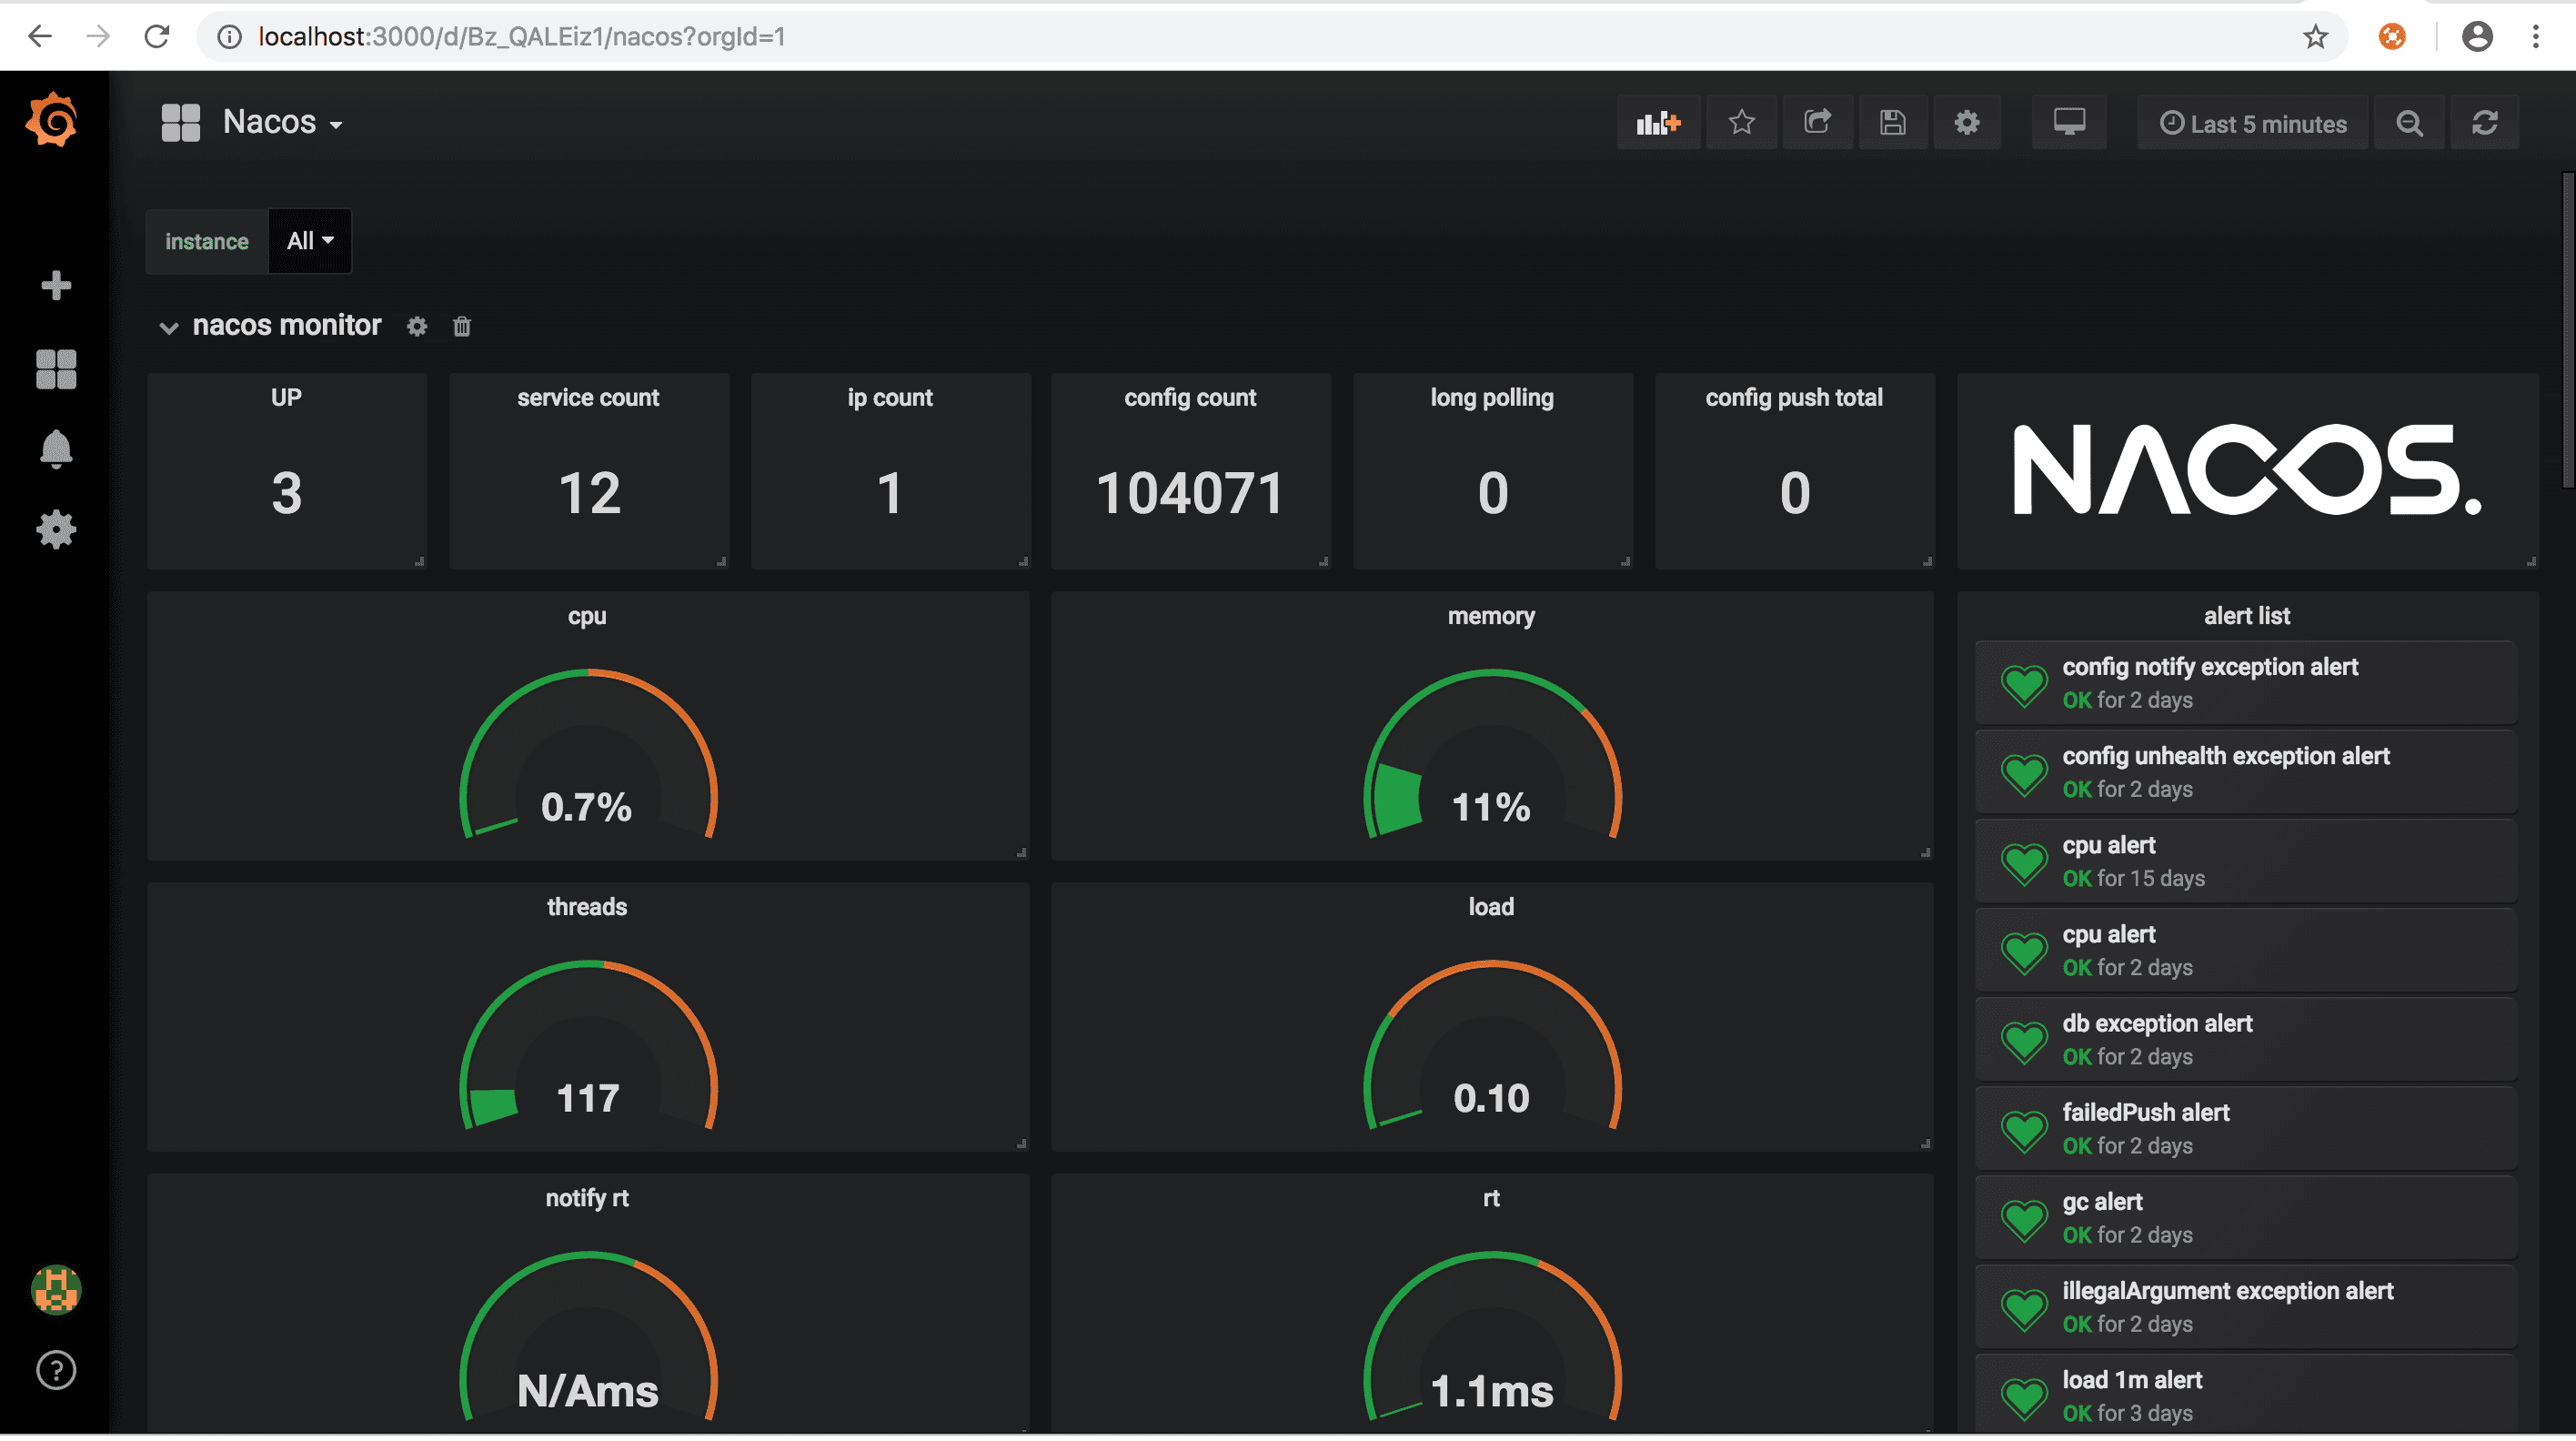 localhost:3000/d/Bz_QALEiz1/nacos?orgId=1
Nacos
Last 5 minutes
instance
All
nacos monitor
UP
3
service count
12
ip count
1
config count
104071
long polling
0
config push total
0
NACOS.
cpu
0.7%
memory
11%
threads
117
load
0.10
notify rt
N/Ams
rt
1.1ms
alert list
config notify exception alert
OK for 2 days
config unhealth exception alert
OK for 2 days
cpu alert
OK for 15 days
cpu alert
OK for 2 days
db exception alert
OK for 2 days
failedPush alert
OK for 2 days
gc alert
OK for 2 days
illegalArgument exception alert
OK for 2 days
load 1m alert
OK for 3 days